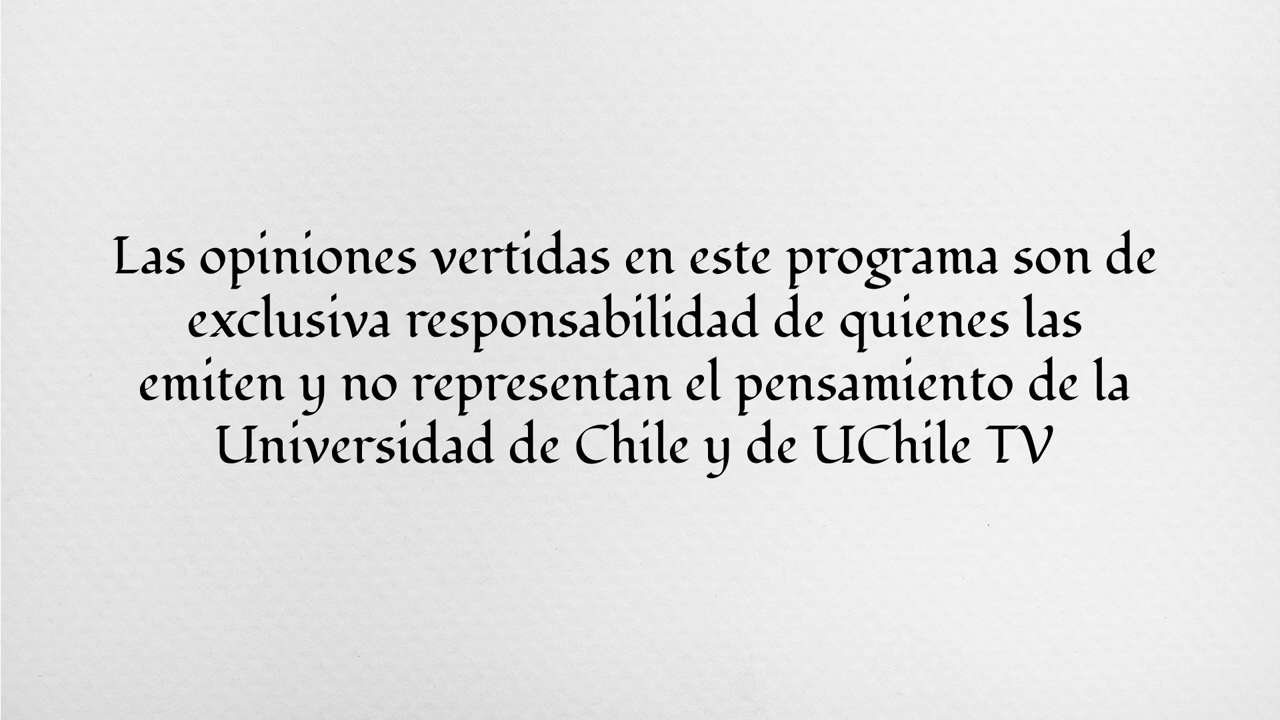 Las opiniones vertidas en este programa son de
exclusiva responsabilidad de quienes las
emiten y no representan el pensamiento de la
Universidad de Chile y de UChile TV